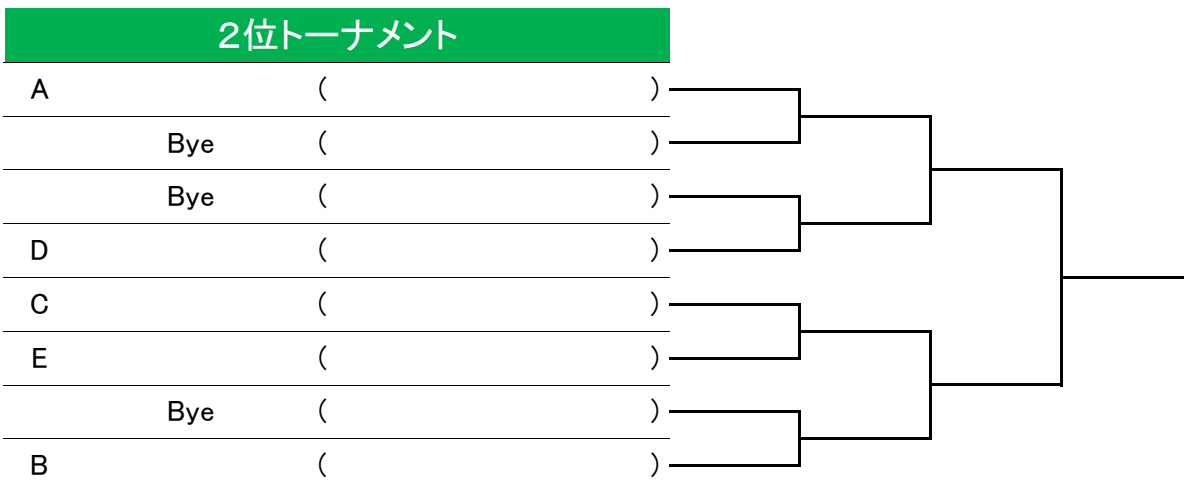 ２位トーナメント
A ( )
Bye ( )
Bye ( )
D ( )
C ( )
E ( )
Bye ( )
B ( )